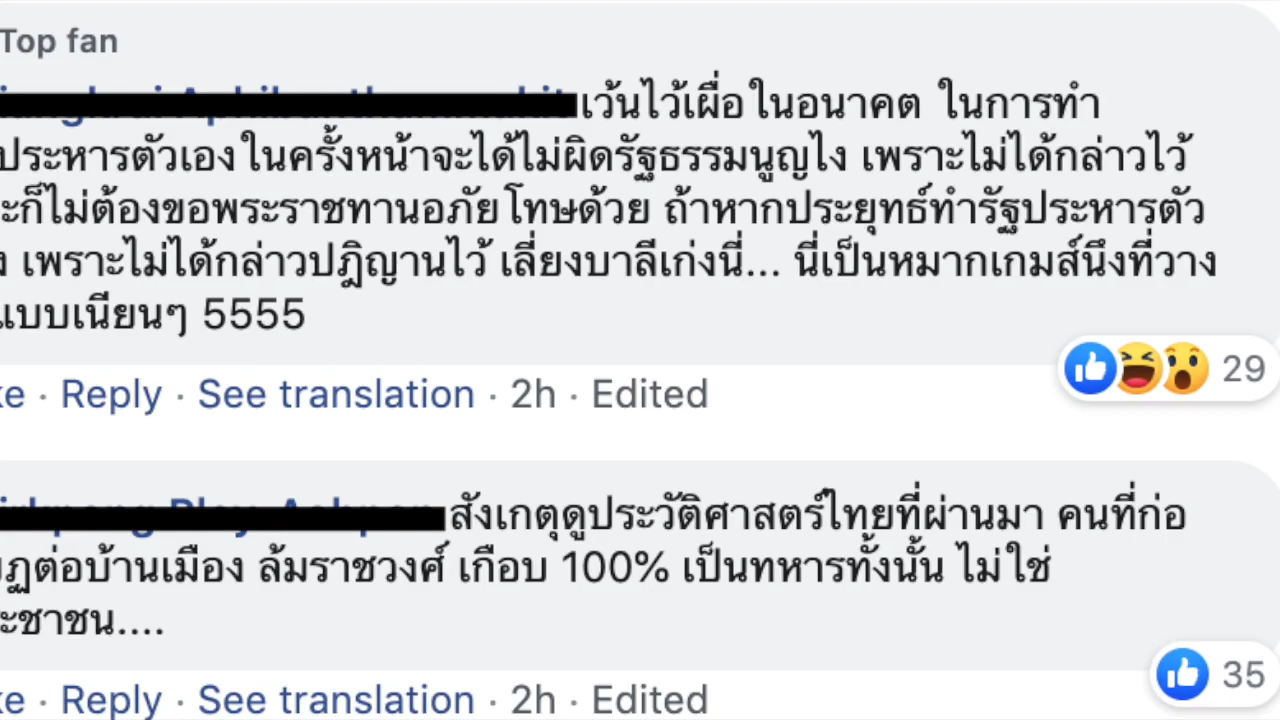 Top fan
เว้นไว้เผื่อในอนาคต ในการทำ
ประหารตัวเองในครั้งหน้าจะได้ไม่ผิดรัฐธรรมนูญไง เพราะไม่ได้กล่าวไว้
ะก็ไม่ต้องขอพระราชทานอภัยโทษด้วย ถ้าหากประยุทธ์ทำรัฐประหารตัว
ง เพราะไม่ได้กล่าวปฎิญานไว้ เลี่ยงบาลีเก่งนี่... นี่เป็นหมากเกมส์นึงที่วาง
แบบเนียนๆ 5555
29
ke · Reply · See translation · 2h · Edited
สังเกตุดูประวัติศาสตร์ไทยที่ผ่านมา คนที่ก่อ
ฏต่อบ้านเมือง ล้มราชวงศ์ เกือบ 100% เป็นทหารทั้งนั้น ไม่ใช่
ะชาชน....
35
ke · Reply · See translation · 2h · Edited